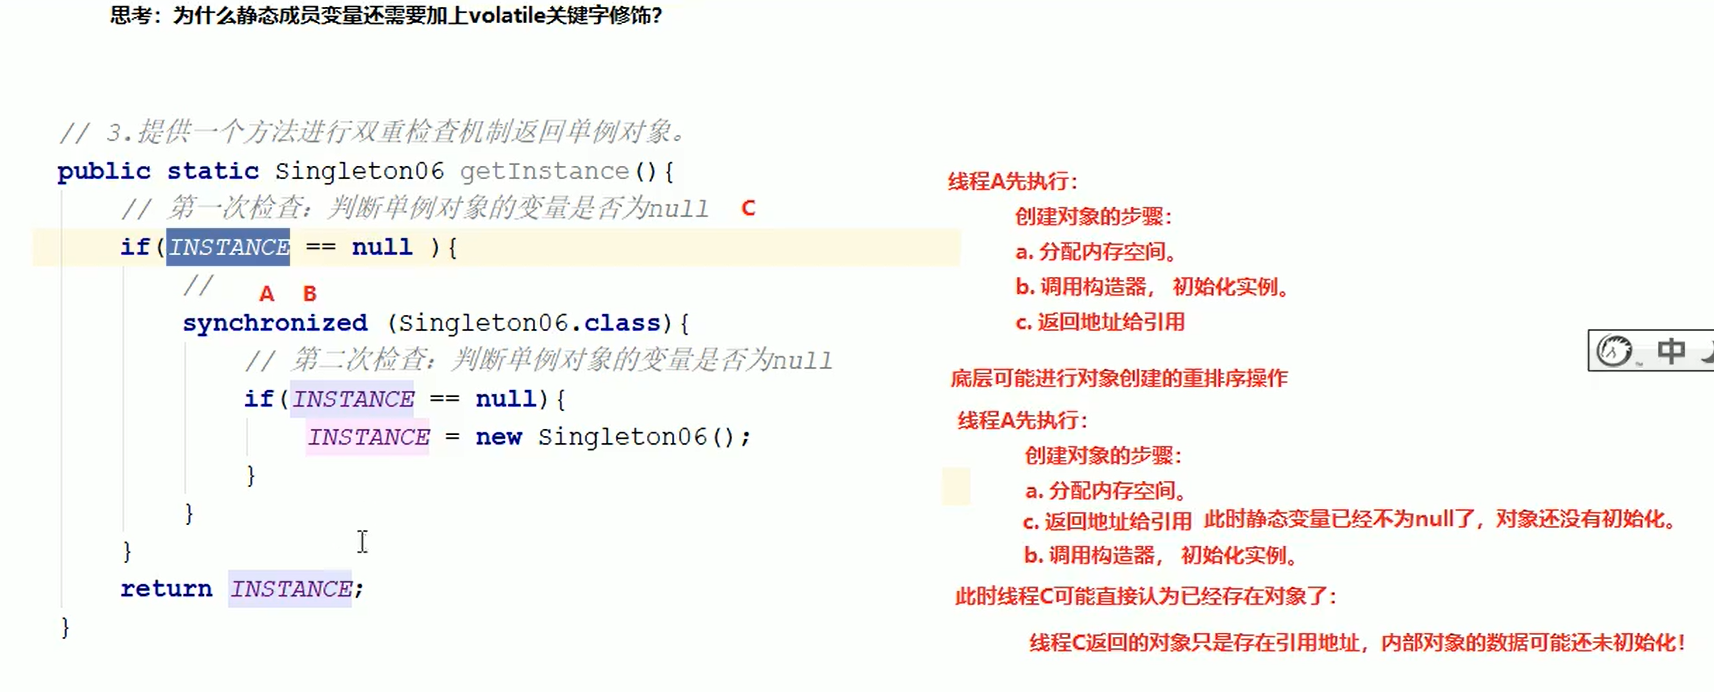 思考：为什么静态成员变量还需要加上volatile关键字修饰？
// 3.提供一个方法进行双重检查机制返回单例对象。
public static Singleton06 getInstance(){
// 第一次检查：判断单例对象的变量是否为null C
if(INSTANCE == null ){
// A B
synchronized (Singleton06.class){
// 第二次检查：判断单例对象的变量是否为null
if(INSTANCE == null){
INSTANCE = new Singleton06();
}
}
}
return INSTANCE;
}
线程A先执行：
创建对象的步骤：
a. 分配内存空间。
b. 调用构造器， 初始化实例。
c. 返回地址给引用
底层可能进行对象创建的重排序操作
线程A先执行：
创建对象的步骤：
a. 分配内存空间。
c. 返回地址给引用 此时静态变量已经不为null了，对象还没有初始化。
b. 调用构造器， 初始化实例。
此时线程C可能直接认为已经存在对象了：
线程C返回的对象只是存在引用地址，内部对象的数据可能还未初始化！
中